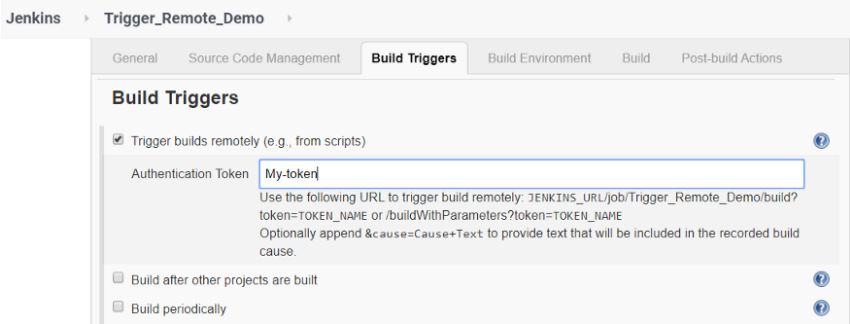 Jenkins Trigger_Remote_Demo
General Source Code Management Build Triggers Build Environment Build Post-build Actions
Build Triggers
Trigger builds remotely (e.g., from scripts)
Authentication Token My-token
Use the following URL to trigger build remotely: JENKINS_URL/job/Trigger_Remote_Demo/build?
token=TOKEN_NAME or /buildWithParameters?token=TOKEN_NAME
Optionally append &cause=Cause+Text to provide text that will be included in the recorded build
cause.
Build after other projects are built
Build periodically